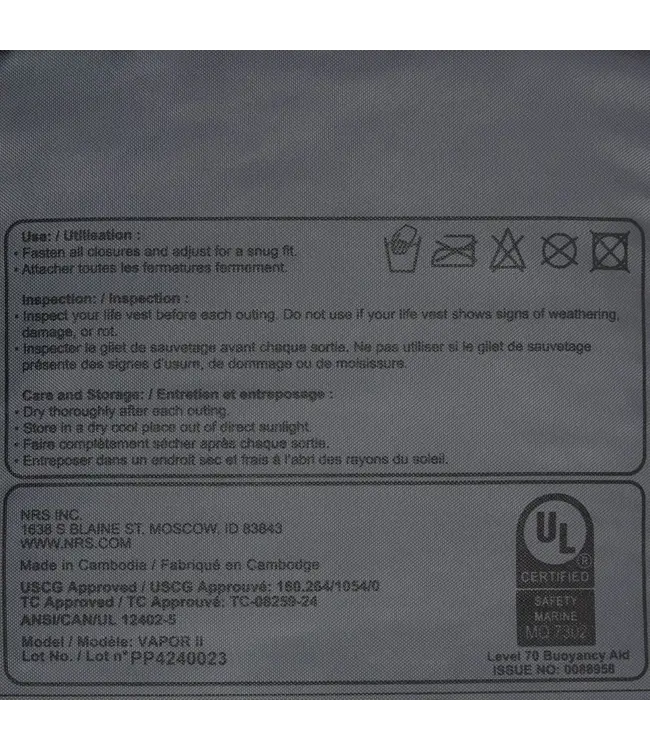 Use: / Utilisation :
• Fasten all closures and adjust for a snug fit.
• Attacher toutes les fermetures fermement.
Inspection: / Inspection :
• Inspect your life vest before each outing. Do not use if your life vest shows signs of weathering,
damage, or rot.
• Inspecter le gilet de sauvetage avant chaque sortie. Ne pas utiliser si le gilet de sauvetage
présente des signes d'usure, de dommage ou de moisissure.
Care and Storage: / Entretien et entreposage :
• Dry thoroughly after each outing.
• Store in a dry cool place out of direct sunlight.
• Faire complètement sécher après chaque sortie.
• Entreposer dans un endroit sec et frais à l'abri des rayons du soleil.
NRS INC.
1638 S BLAINE ST, MOSCOW, ID 83843
WWW.NRS.COM
Made in Cambodia / Fabriqué en Cambodge
USCG Approved / USCG Approuvé: 160.264/1054/0
TC Approved / TC Approuvé: TC-08259-24
ANSI/CAN/UL 12402-5
Model / Modèle: VAPOR II
Lot No. / Lot n° PP4240023
UL
®
CERTIFIED
SAFETY
MARINE
MQ 7302
Level 70 Buoyancy Aid
ISSUE NO: 0088958